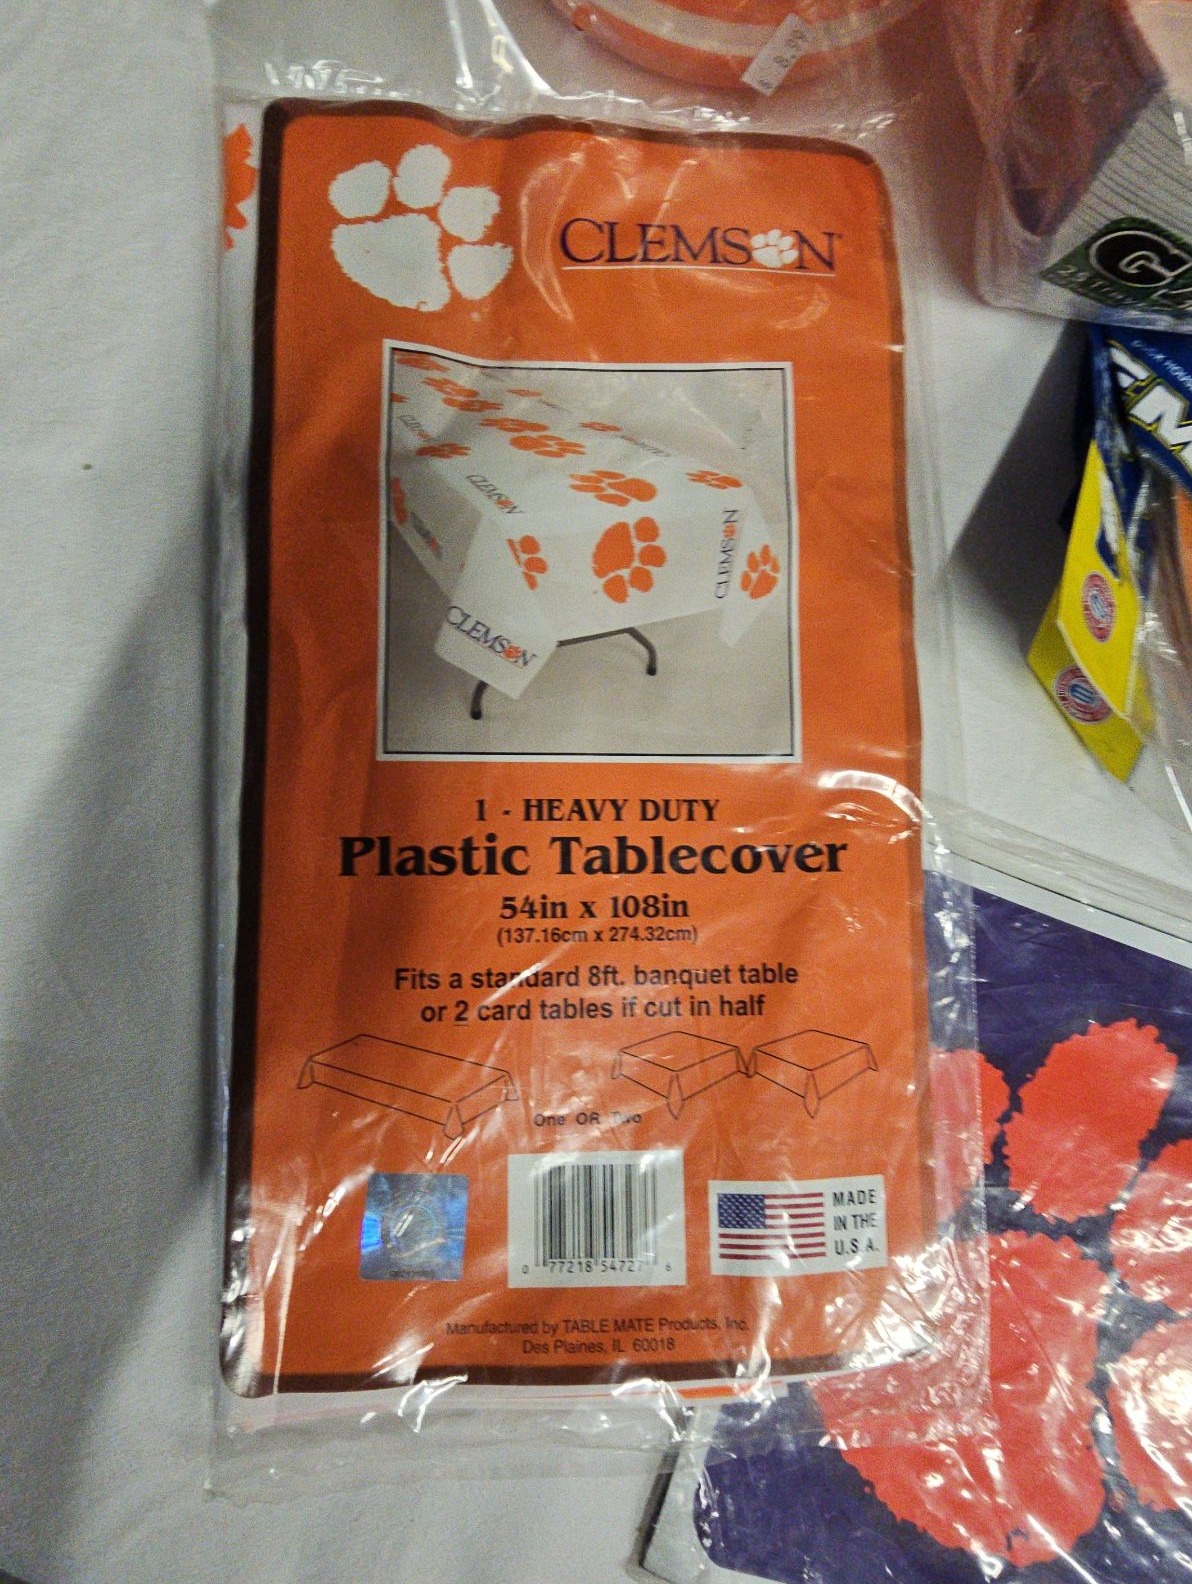 $ 8.99
CLEMSON
CLEMSON
CLEMSON
CLEMSON
1 - HEAVY DUTY
Plastic Tablecover
54in x 108in
(137.16cm x 274.32cm)
Fits a standard 8ft. banquet table
or 2 card tables if cut in half
One OR Two
0 77218 54727 6
MADE
IN THE
U.S.A.
Manufactured by TABLE MATE Products, Inc.
Des Plaines, IL 60018